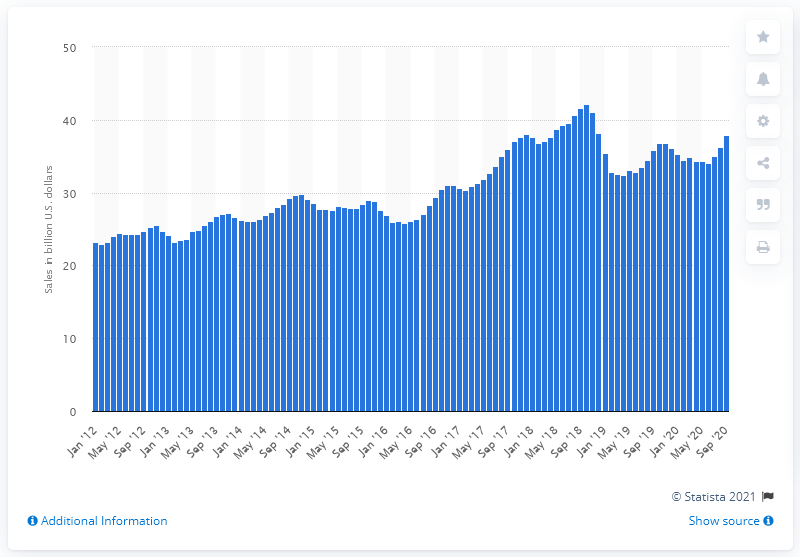 50
40
30
20
10
0
Sales in billion U.S. dollars
Jan '12
May '12
Sep '12
Jan '13
May '13
Sep '13
Jan '14
May '14
Sep '14
Jan '15
May '15
Sep '15
Jan '16
May '16
Sep '16
Jan '17
May '17
Sep '17
Jan '18
May '18
Sep '18
Jan '19
May '19
Sep '19
Jan '20
May '20
Sep '20
© Statista 2021
Additional Information
Show source